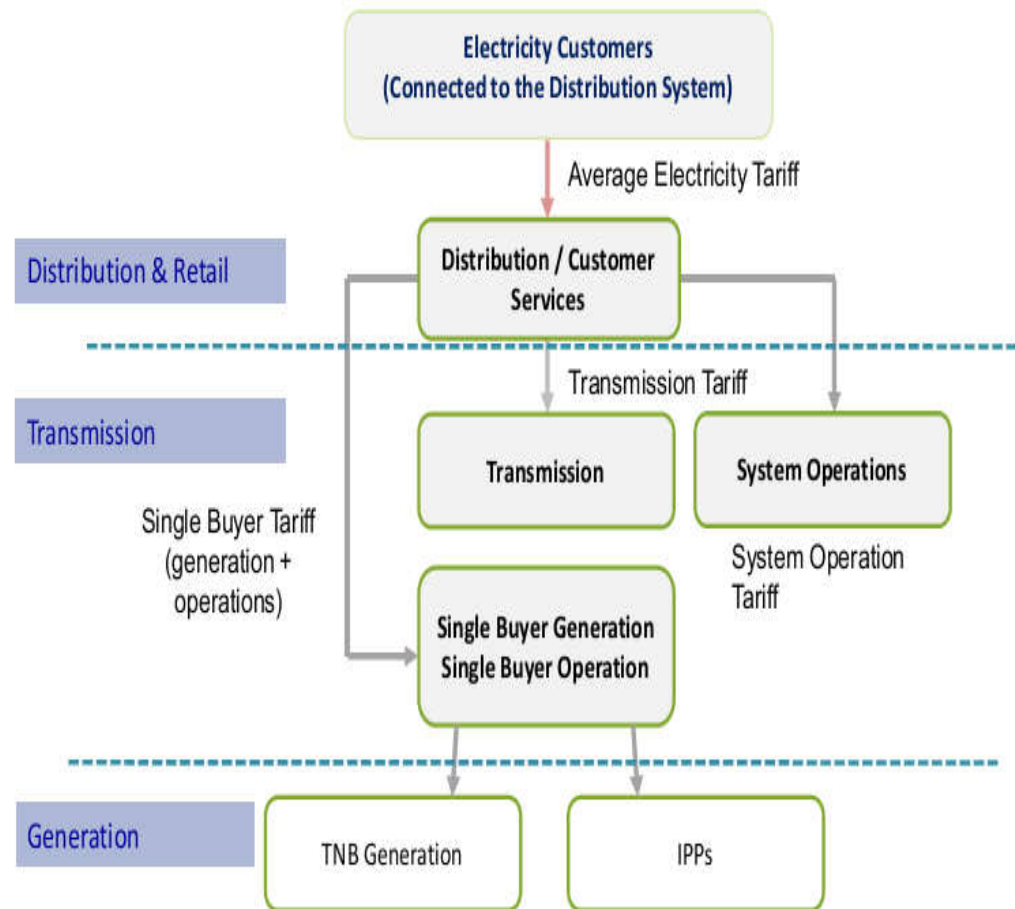 Electricity Customers
(Connected to the Distribution System)
Average Electricity Tariff
Distribution & Retail
Distribution / Customer
Services
Transmission Tariff
Transmission
Transmission
System Operations
Single Buyer Tariff
(generation +
operations)
System Operation
Tariff
Single Buyer Generation
Single Buyer Operation
Generation
TNB Generation
IPPs